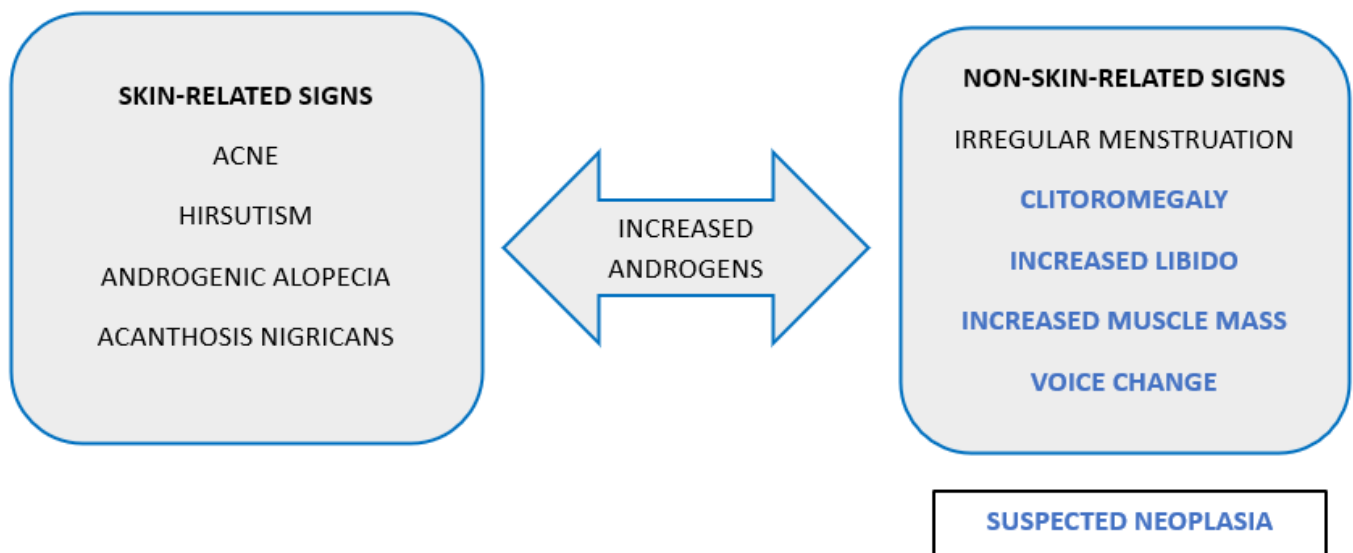 SKIN-RELATED SIGNS
ACNE
HIRSUTISM
ANDROGENIC ALOPECIA
ACANTHOSIS NIGRICANS
INCREASED
ANDROGENS
NON-SKIN-RELATED SIGNS
IRREGULAR MENSTRUATION
CLITOROMEGALY
INCREASED LIBIDO
INCREASED MUSCLE MASS
VOICE CHANGE
SUSPECTED NEOPLASIA